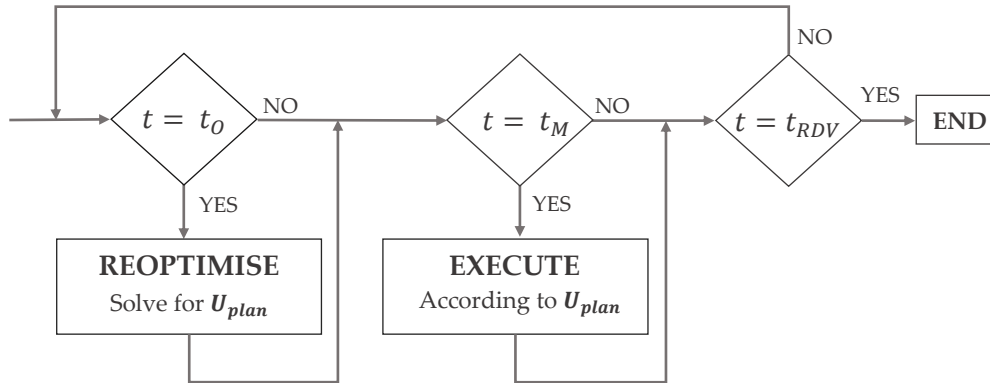 NO
t = t_O
NO
t = t_M
NO
t = t_RDV
YES
END
YES
YES
REOPTIMISE
Solve for U_plan
EXECUTE
According to U_plan